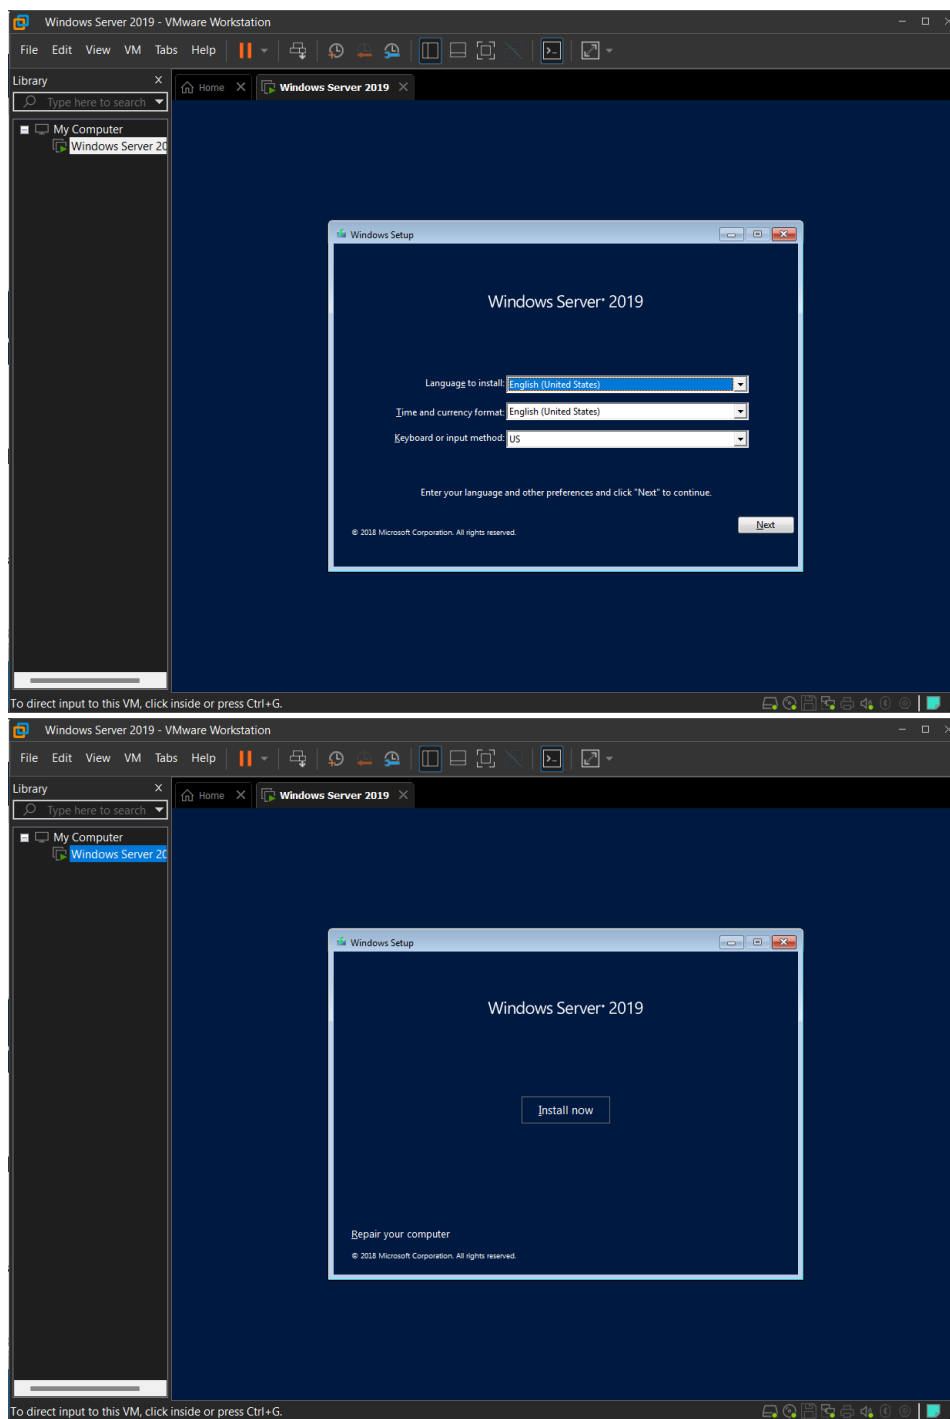 Windows Server 2019 - VMware Workstation
File Edit View VM Tabs Help
Library
Home
Windows Server 2019
Type here to search
My Computer
Windows Server 20
Windows Setup
Windows Server 2019
Language to install: English (United States)
Time and currency format: English (United States)
Keyboard or input method: US
Enter your language and other preferences and click "Next" to continue.
Next
© 2018 Microsoft Corporation. All rights reserved.
To direct input to this VM, click inside or press Ctrl+G.
Windows Server 2019 - VMware Workstation
File Edit View VM Tabs Help
Library
Home
Windows Server 2019
Type here to search
My Computer
Windows Server 20
Windows Setup
Windows Server 2019
Install now
Repair your computer
© 2018 Microsoft Corporation. All rights reserved.
To direct input to this VM, click inside or press Ctrl+G.